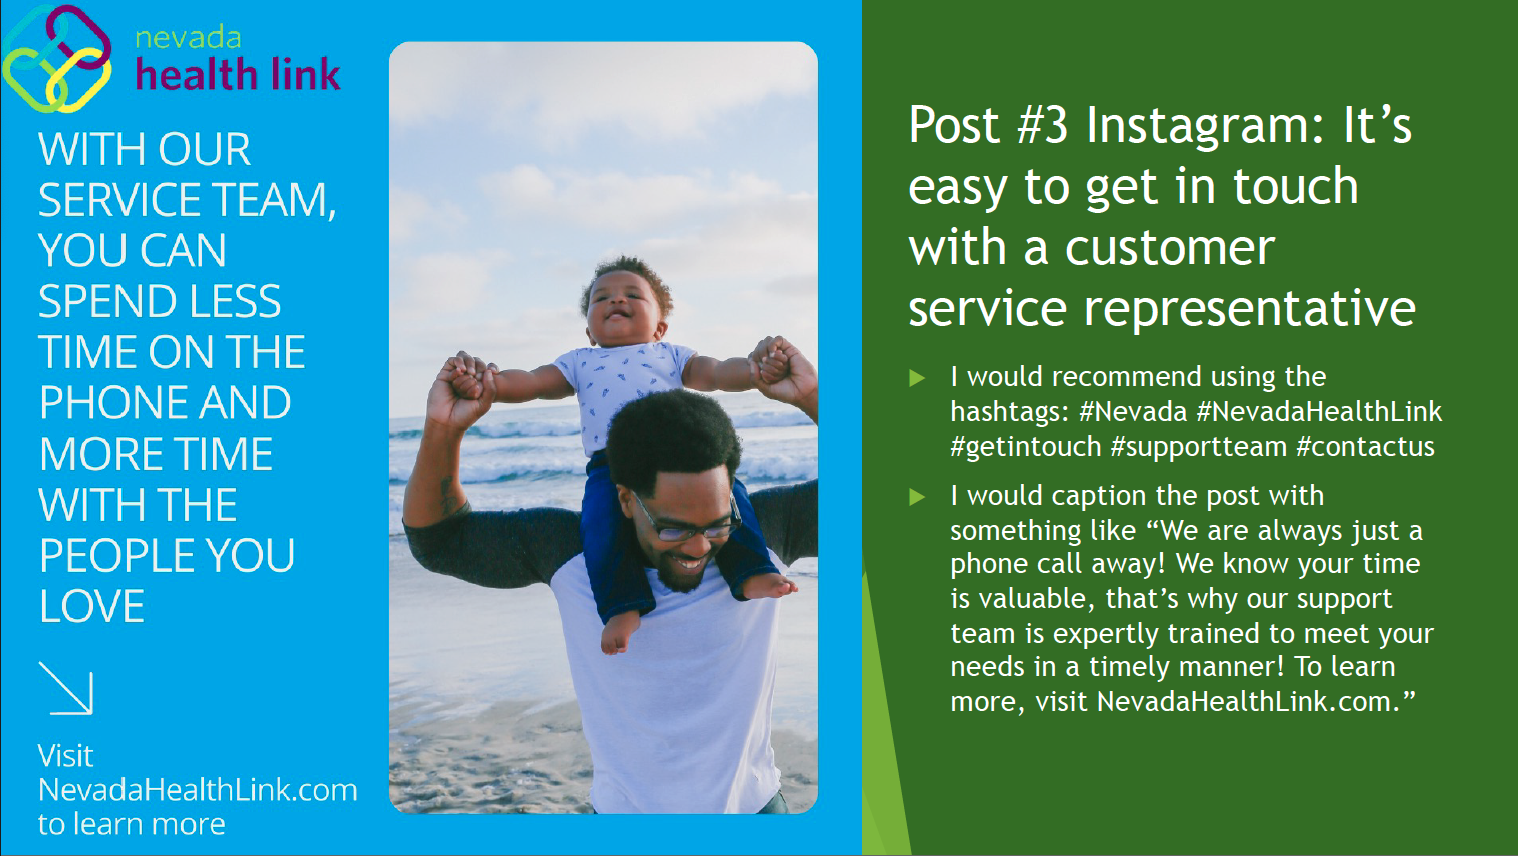 nevada
health link
WITH OUR
SERVICE TEAM,
YOU CAN
SPEND LESS
TIME ON THE
PHONE AND
MORE TIME
WITH THE
PEOPLE YOU
LOVE
Visit
NevadaHealthLink.com
to learn more
Post #3 Instagram: It’s
easy to get in touch
with a customer
service representative
I would recommend using the
hashtags: #Nevada #NevadaHealthLink
#getintouch #supportteam #contactus
I would caption the post with
something like “We are always just a
phone call away! We know your time
is valuable, that’s why our support
team is expertly trained to meet your
needs in a timely manner! To learn
more, visit NevadaHealthLink.com.”